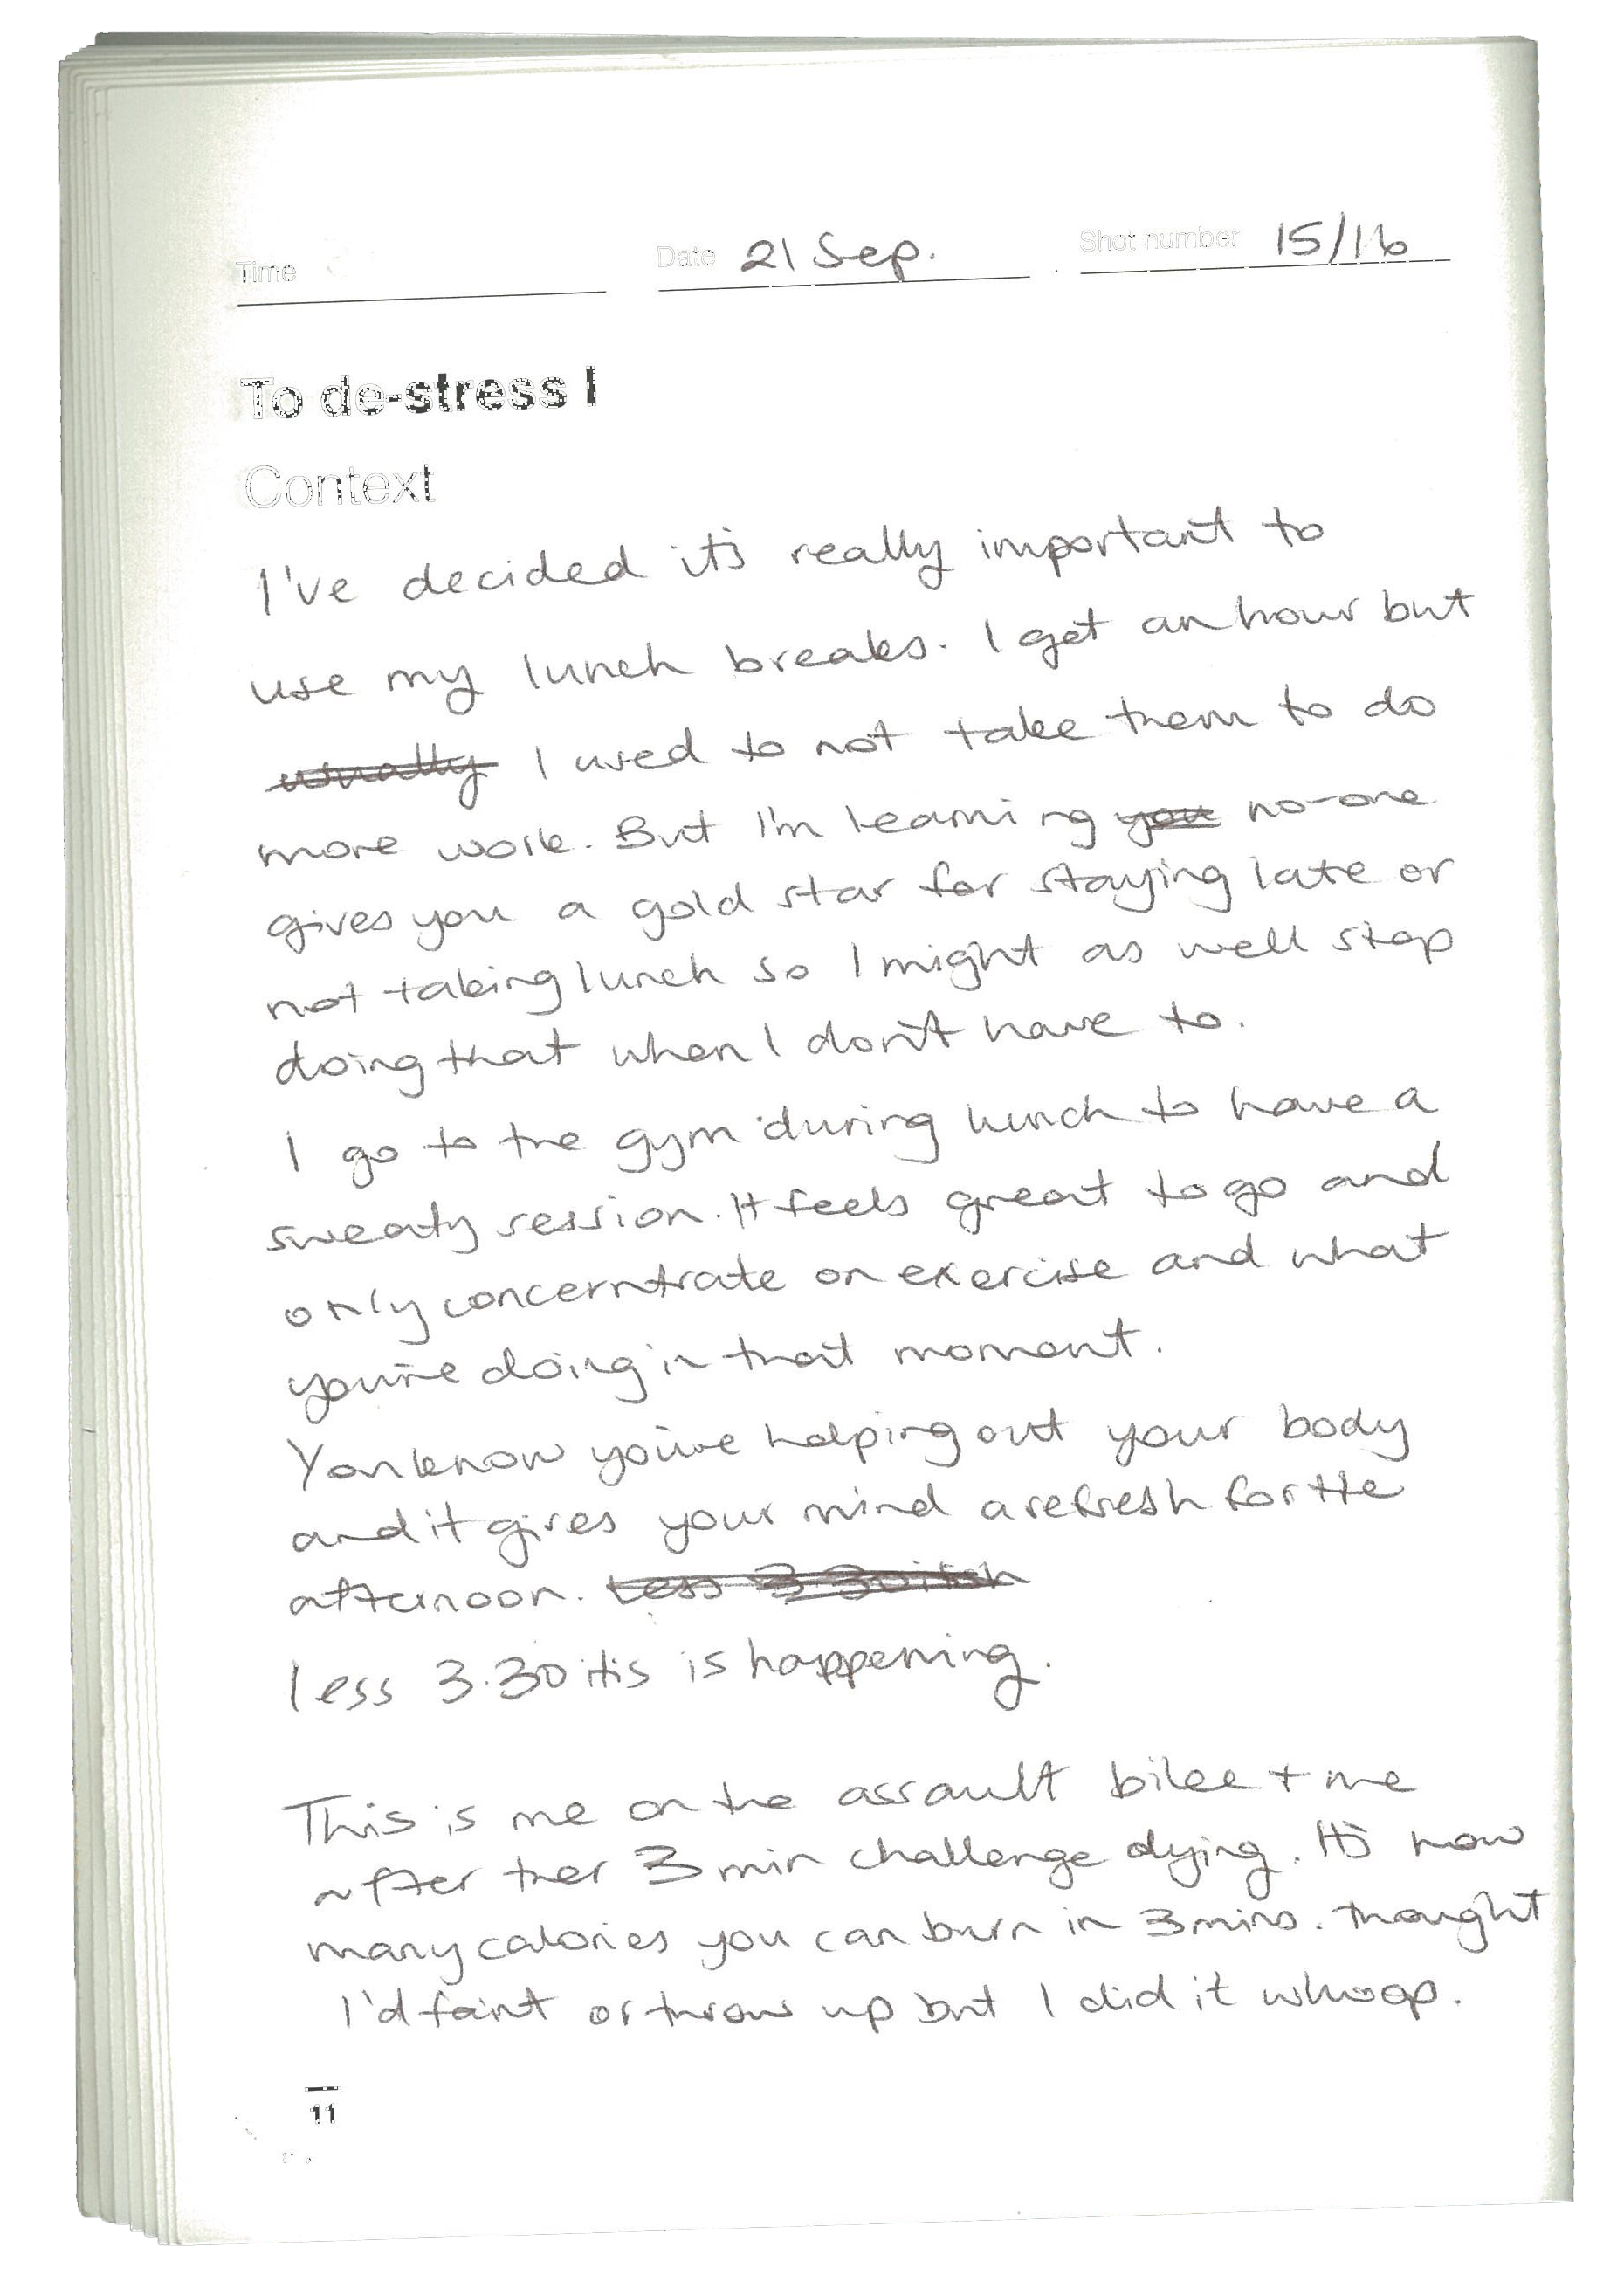 Time Date 21 Sep. Shot number 15/16
To de-stress I
Context
I've decided it's really important to
use my lunch breaks. I get an hour but
usually I used to not take them to do
more work. But I'm learning you no-one
gives you a gold star for staying late or
not taking lunch so I might as well stop
doing that when I don't have to.
I go to the gym during lunch to have a
sweaty session. It feels great to go and
only concerntrate on exercise and what
you're doing in that moment.
You know you're helping out your body
and it gives your mind a refresh for the
afternoon. Less 3.30itish
less 3.30 itis is happening.
This is me on the assault bike + me
after ther 3 min challenge dying. It's how
many calories you can burn in 3 mins. thought
I'd faint or throw up but I did it whoop.
11